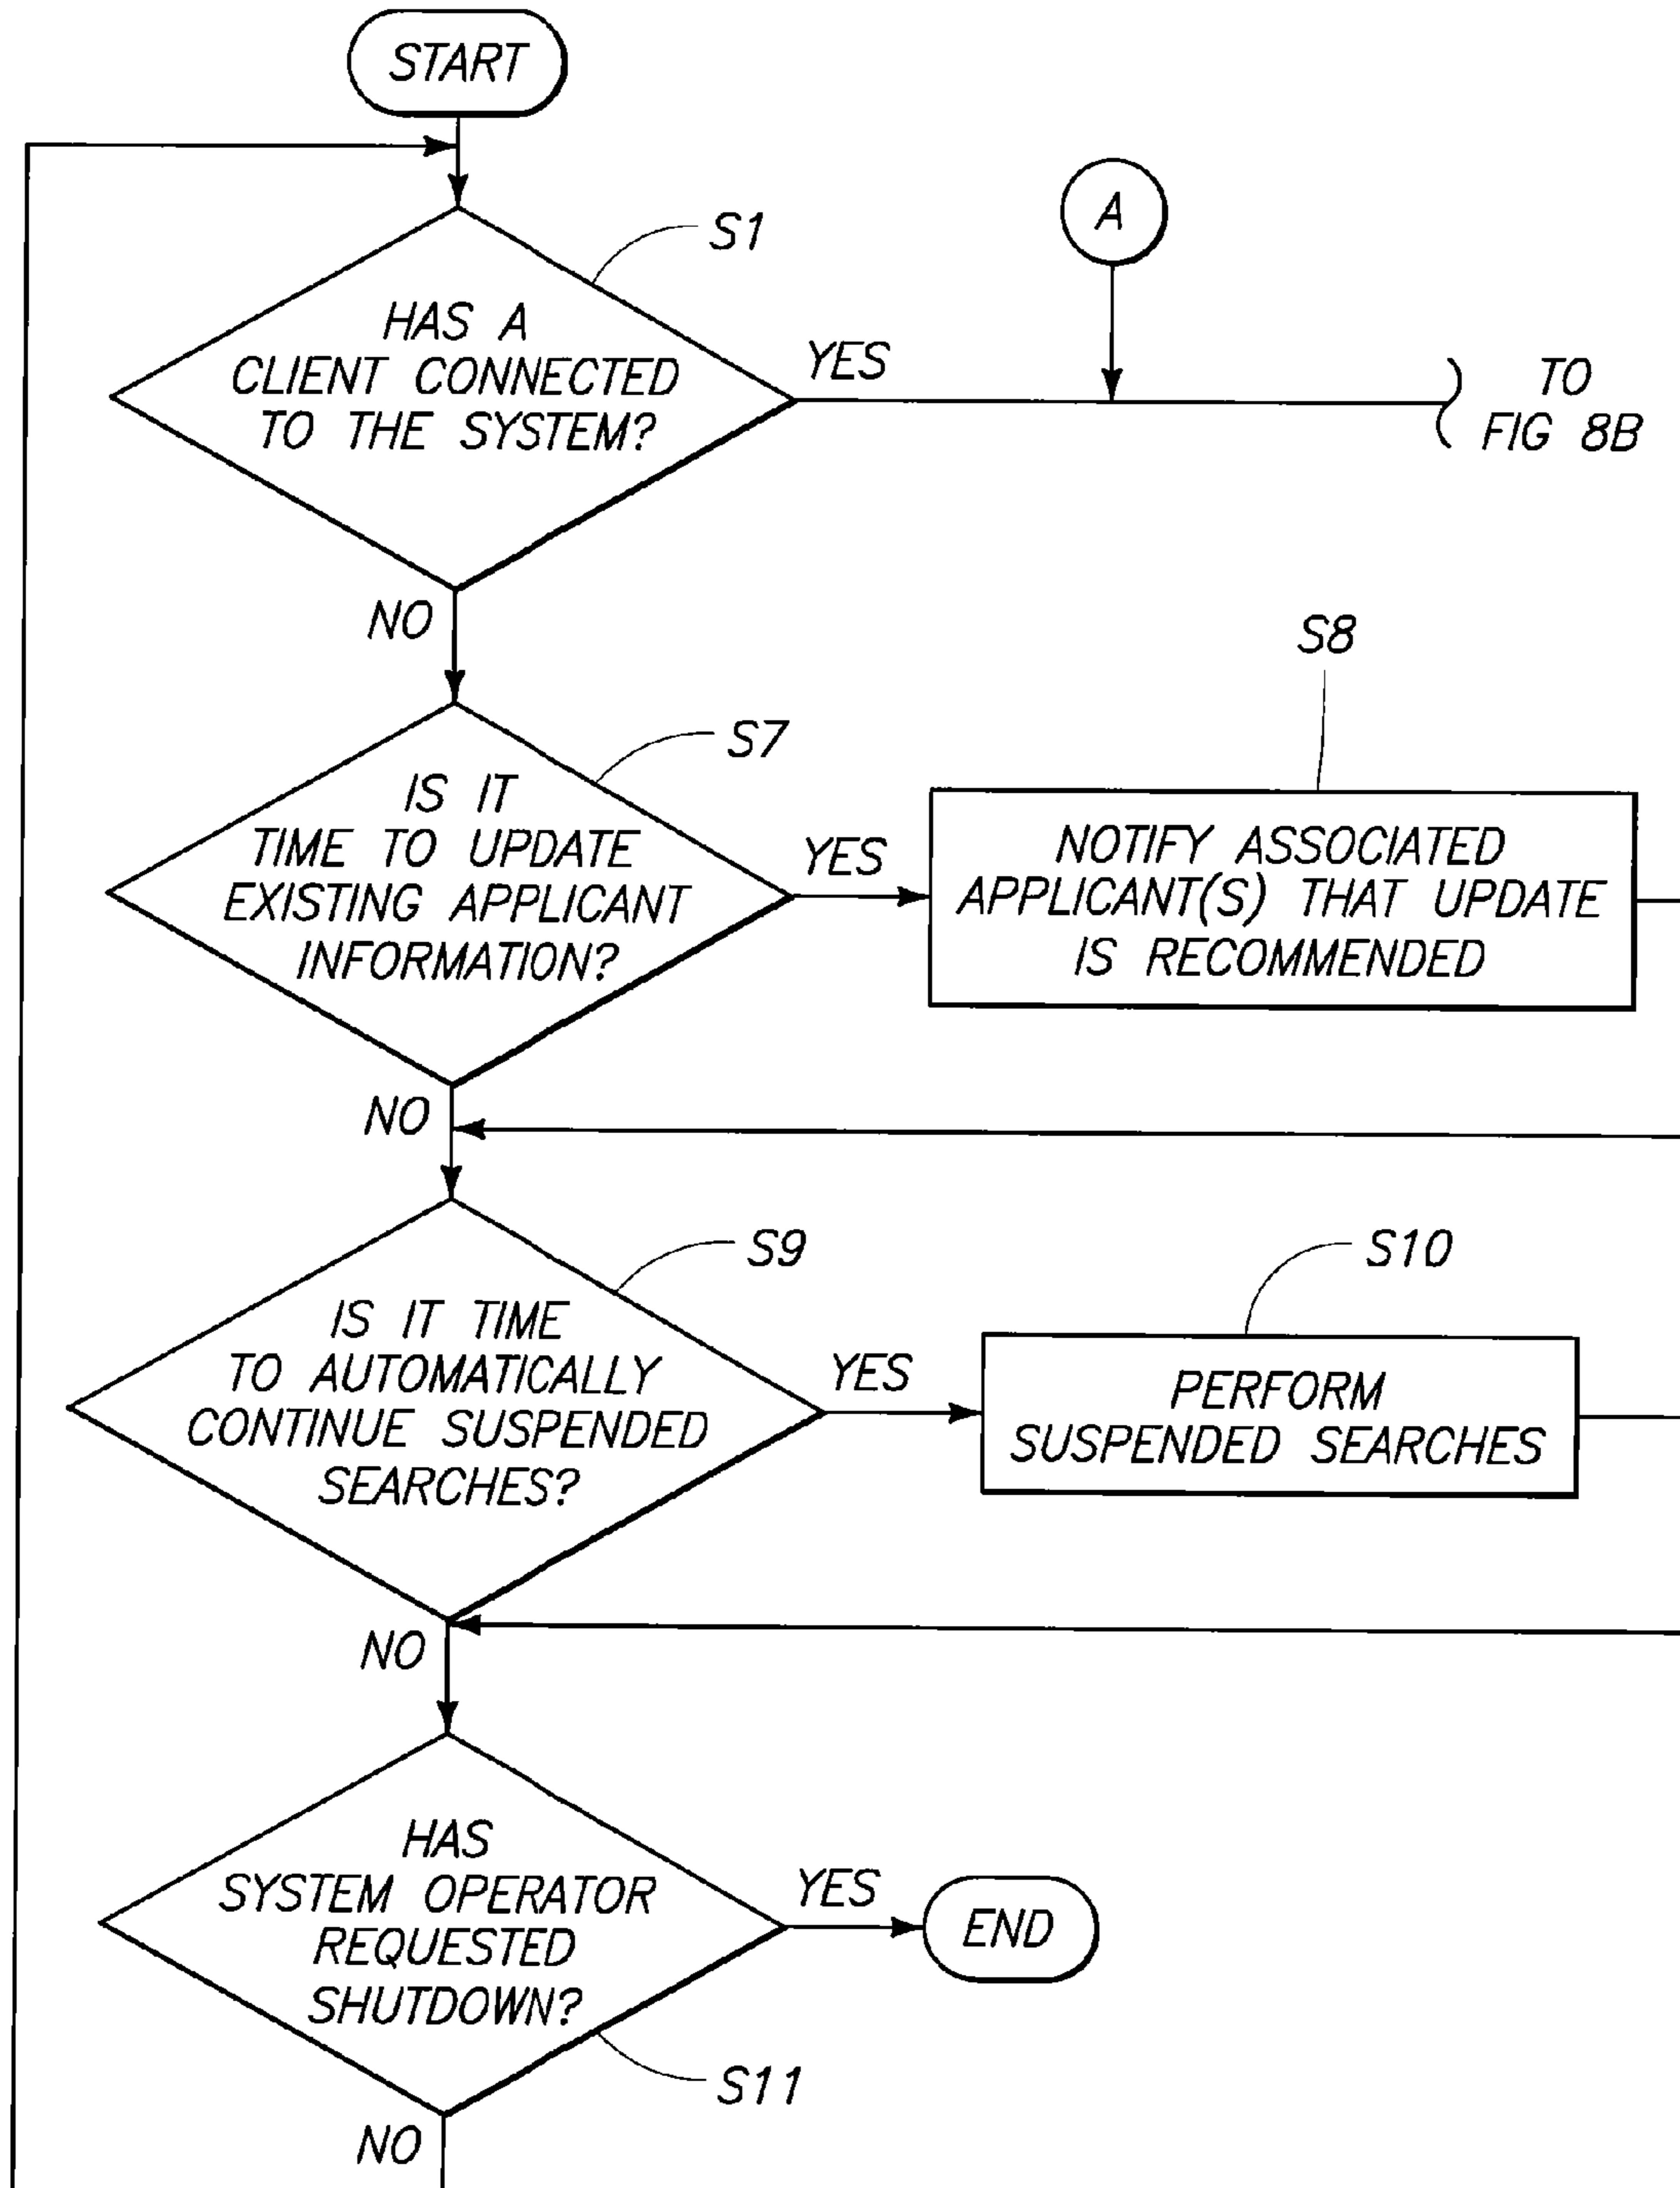 START
A
S1
HAS A
CLIENT CONNECTED
TO THE SYSTEM?
YES
TO
FIG 8B
NO
S8
S7
IS IT
TIME TO UPDATE
EXISTING APPLICANT
INFORMATION?
YES
NOTIFY ASSOCIATED
APPLICANT(S) THAT UPDATE
IS RECOMMENDED
NO
S9
S10
IS IT TIME
TO AUTOMATICALLY
CONTINUE SUSPENDED
SEARCHES?
YES
PERFORM
SUSPENDED SEARCHES
NO
HAS
SYSTEM OPERATOR
REQUESTED
SHUTDOWN?
YES
END
S11
NO